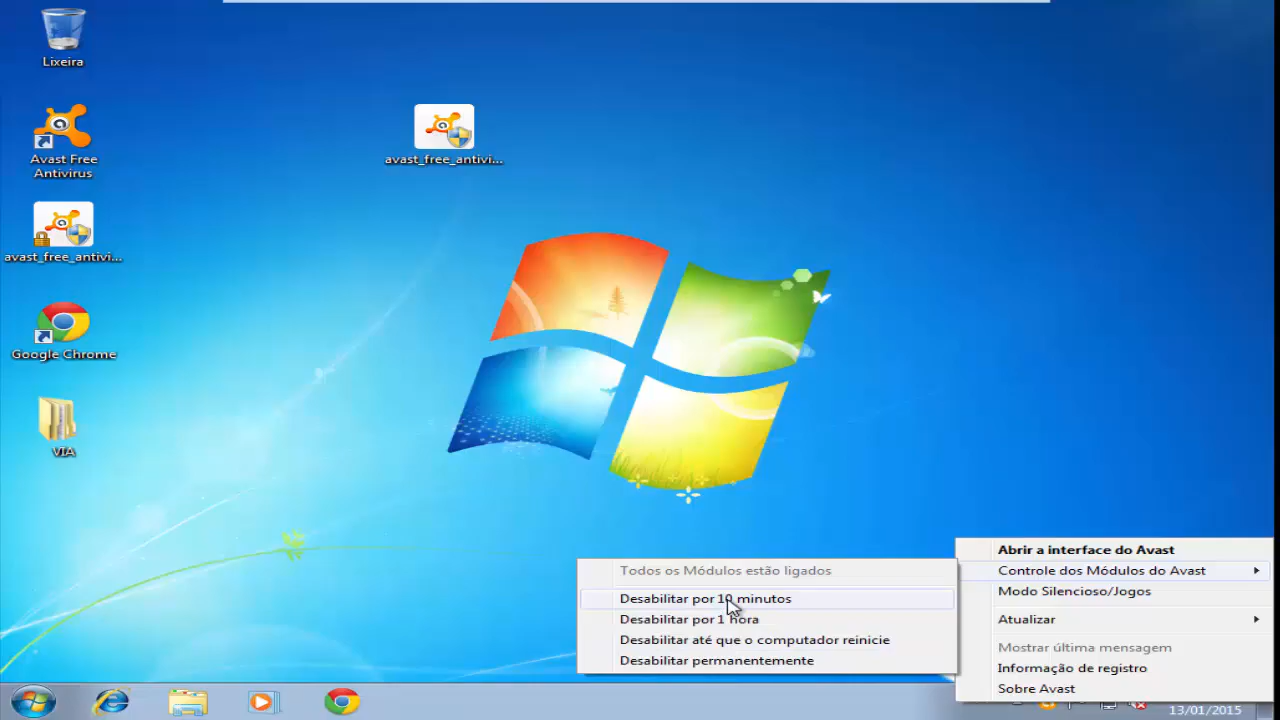 Lixeira
Avast Free
Antivirus
avast_free_antivi...
avast_free_antivi...
Google Chrome
VIA
Todos os Módulos estão ligados
Desabilitar por 10 minutos
Desabilitar por 1 hora
Desabilitar até que o computador reinicie
Desabilitar permanentemente
Abrir a interface do Avast
Controle dos Módulos do Avast
Modo Silencioso/Jogos
Atualizar
Mostrar última mensagem
Informação de registro
Sobre Avast
13/01/2015